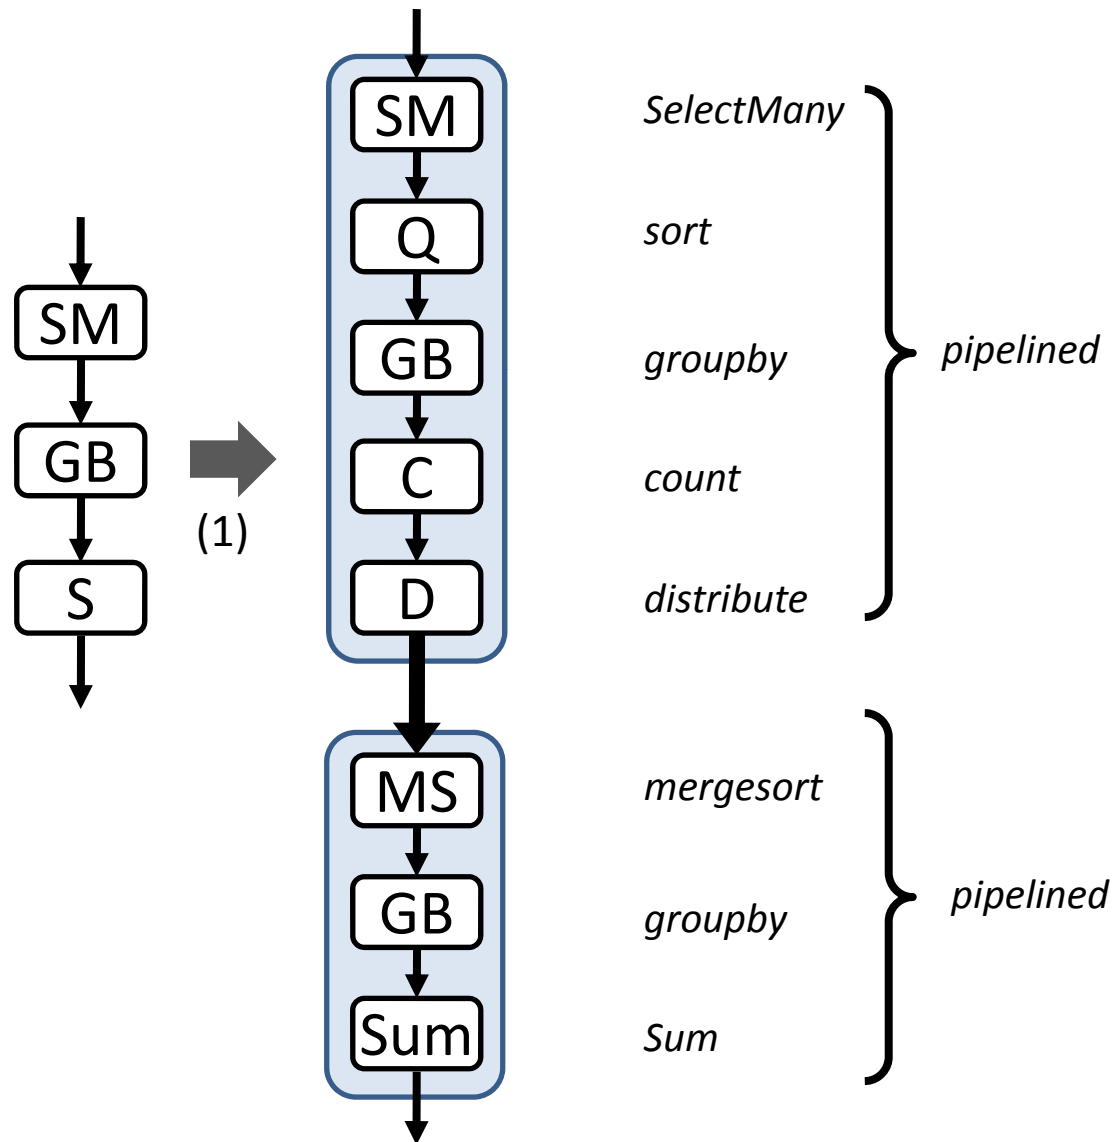 SM
GB
S
(1)
SM
Q
GB
C
D
MS
GB
Sum
SelectMany
sort
groupby
count
distribute
pipelined
mergesort
groupby
Sum
pipelined